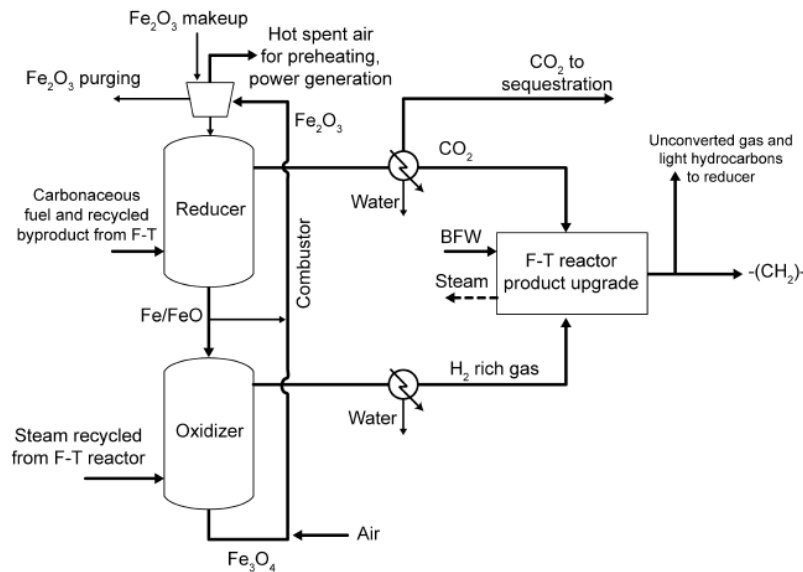 Fe₂O₃ makeup
Hot spent air
for preheating,
power generation
Fe₂O₃ purging
Fe₂O₃
CO₂ to
sequestration
Unconverted gas and
light hydrocarbons
to reducer
CO₂
Water
Carbonaceous
fuel and recycled
byproduct from F-T
Reducer
Combustor
BFW
Steam
F-T reactor
product upgrade
-(CH₂)-
Fe/FeO
H₂ rich gas
Water
Oxidizer
Steam recycled
from F-T reactor
Air
Fe₃O₄